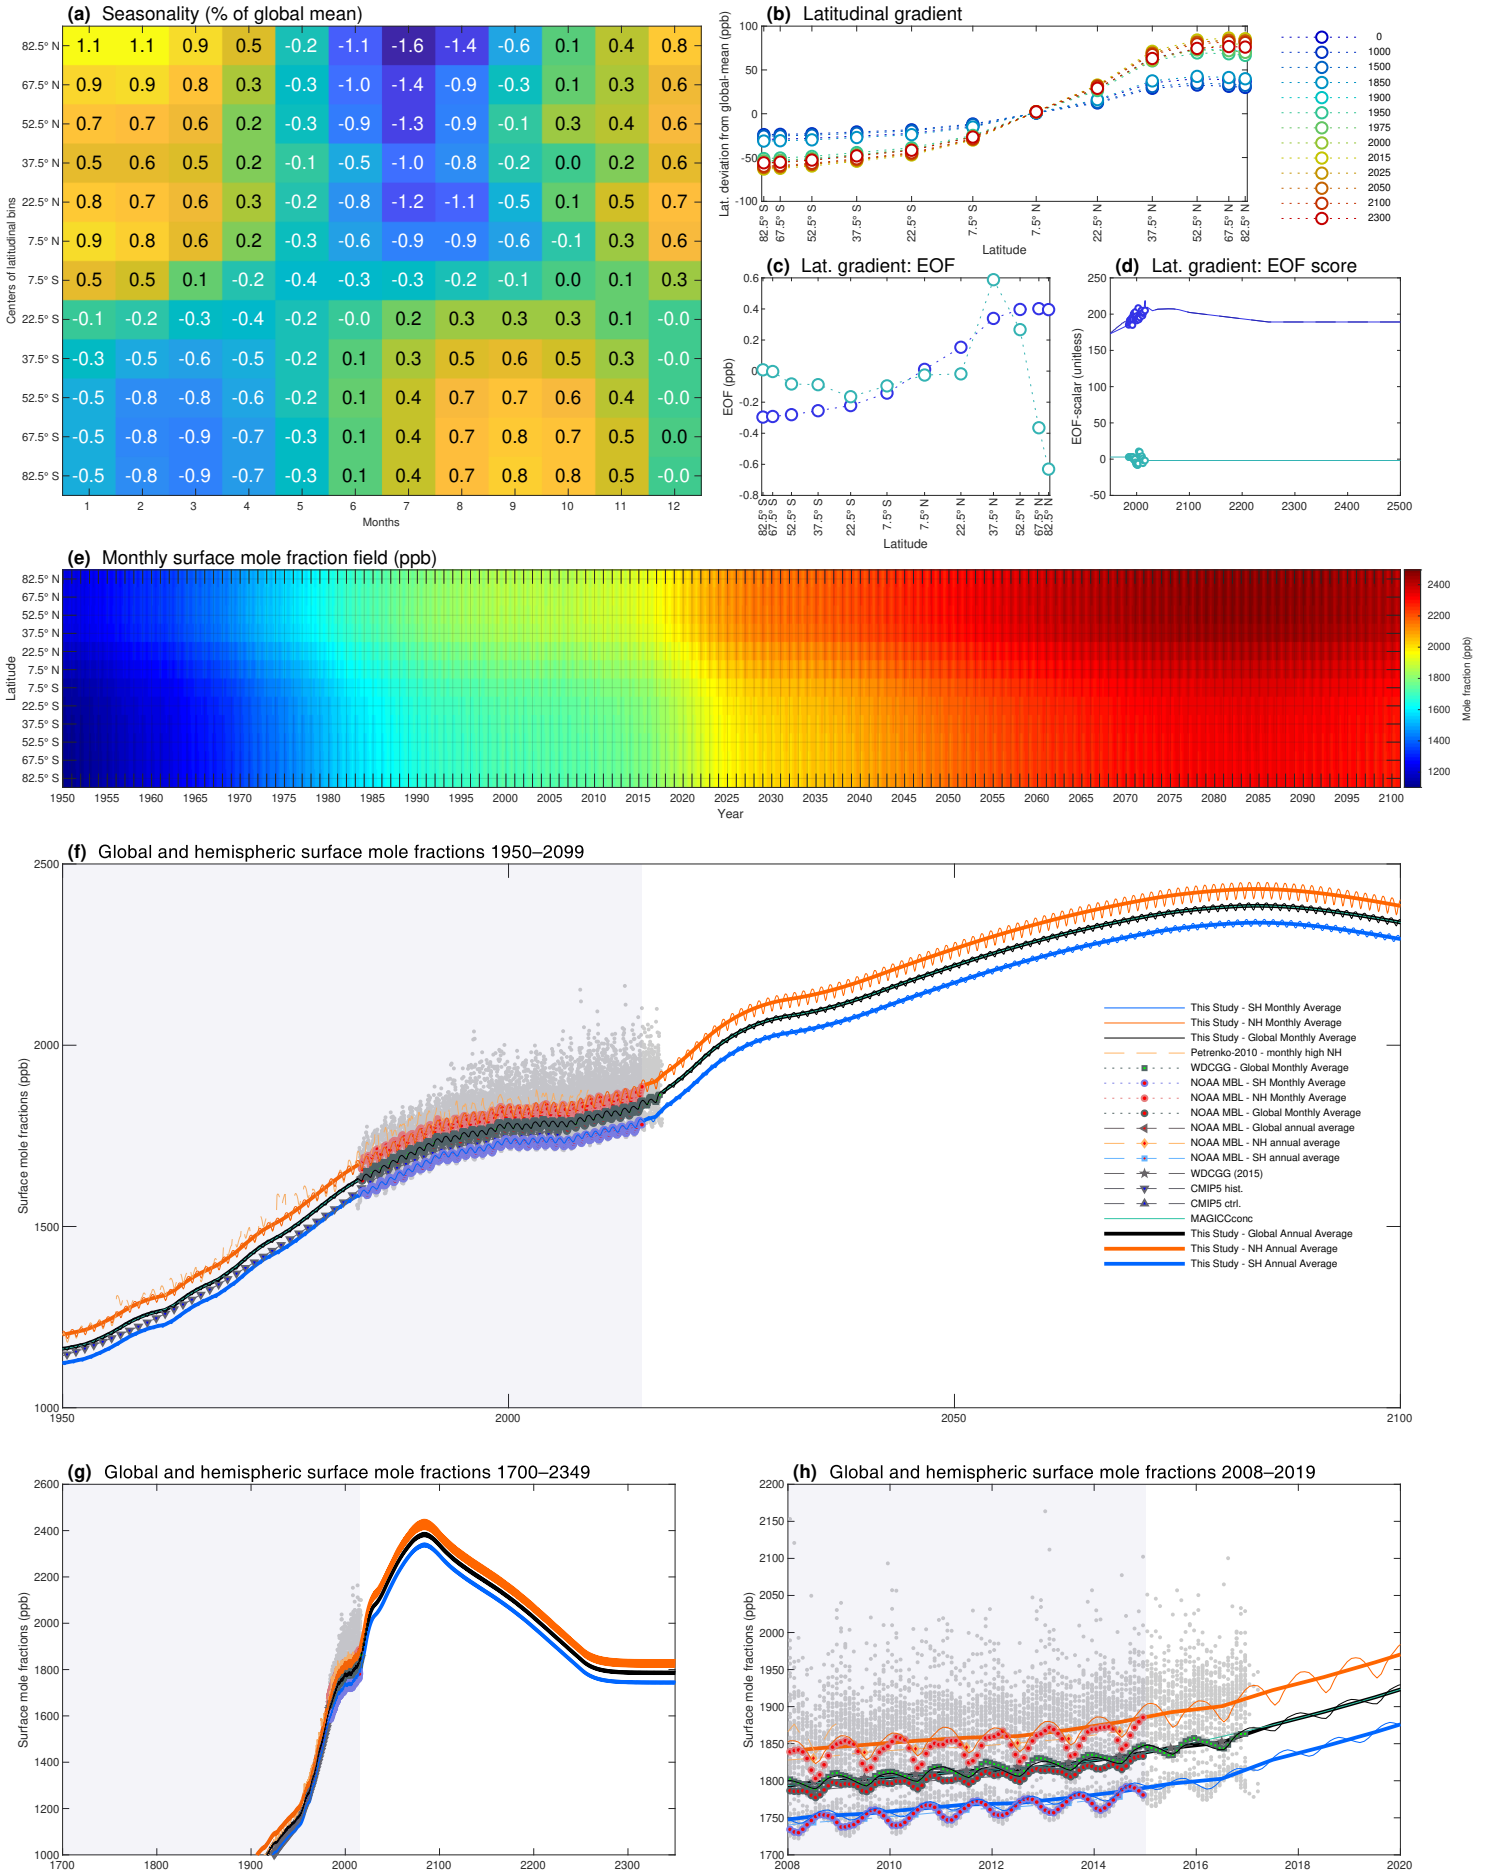 (a) Seasonality (% of global mean)
82.5° N 1.1 1.1 0.9 0.5 -0.2 -1.1 -1.6 -1.4 -0.6 0.1 0.4 0.8
67.5° N 0.9 0.9 0.8 0.3 -0.3 -1.0 -1.4 -0.9 -0.3 0.1 0.3 0.6
52.5° N 0.7 0.7 0.6 0.2 -0.3 -0.9 -1.3 -0.9 -0.1 0.3 0.4 0.6
37.5° N 0.5 0.6 0.5 0.2 -0.1 -0.5 -1.0 -0.8 -0.2 0.0 0.2 0.6
22.5° N 0.8 0.7 0.6 0.3 -0.2 -0.8 -1.2 -1.1 -0.5 0.1 0.5 0.7
7.5° N 0.9 0.8 0.6 0.2 -0.3 -0.6 -0.9 -0.9 -0.6 -0.1 0.3 0.6
7.5° S 0.5 0.5 0.1 -0.2 -0.4 -0.3 -0.3 -0.2 -0.1 0.0 0.1 0.3
22.5° S -0.1 -0.2 -0.3 -0.4 -0.2 -0.0 0.2 0.3 0.3 0.3 0.1 -0.0
37.5° S -0.3 -0.5 -0.6 -0.5 -0.2 0.1 0.3 0.5 0.6 0.5 0.3 -0.0
52.5° S -0.5 -0.8 -0.8 -0.6 -0.2 0.1 0.4 0.7 0.7 0.6 0.4 -0.0
67.5° S -0.5 -0.8 -0.9 -0.7 -0.3 0.1 0.4 0.7 0.8 0.7 0.5 0.0
82.5° S -0.5 -0.8 -0.9 -0.7 -0.3 0.1 0.4 0.7 0.8 0.8 0.5 -0.0
1 2 3 4 5 6 7 8 9 10 11 12
Months
Centers of latitudinal bins
(b) Latitudinal gradient
Lat. deviation from global-mean (ppb)
100
50
0
-50
-100
82.5° S 67.5° S 52.5° S 37.5° S 22.5° S 7.5° S 7.5° N 22.5° N 37.5° N 52.5° N 67.5° N 82.5° N
Latitude
0
1000
1500
1850
1900
1950
1975
2000
2015
2025
2050
2100
2300
(c) Lat. gradient: EOF
EOF (ppb)
0.6
0.4
0.2
0
-0.2
-0.4
-0.6
-0.8
82.5° S 67.5° S 52.5° S 37.5° S 22.5° S 7.5° S 7.5° N 22.5° N 37.5° N 52.5° N 67.5° N 82.5° N
Latitude
(d) Lat. gradient: EOF score
EOF-scalar (unitless)
250
200
150
100
50
0
-50
2000 2100 2200 2300 2400 2500
(e) Monthly surface mole fraction field (ppb)
Latitude
82.5° N
67.5° N
52.5° N
37.5° N
22.5° N
7.5° N
7.5° S
22.5° S
37.5° S
52.5° S
67.5° S
82.5° S
1950 1955 1960 1965 1970 1975 1980 1985 1990 1995 2000 2005 2010 2015 2020 2025 2030 2035 2040 2045 2050 2055 2060 2065 2070 2075 2080 2085 2090 2095 2100
Year
2400
2200
2000
1800
1600
1400
1200
Mole fraction (ppb)
(f) Global and hemispheric surface mole fractions 1950–2099
Surface mole fractions (ppb)
2500
2000
1500
1000
1950 2000 2050 2100
This Study - SH Monthly Average
This Study - NH Monthly Average
This Study - Global Monthly Average
Petrenko-2010 - monthly high NH
WDCGG - Global Monthly Average
NOAA MBL - SH Monthly Average
NOAA MBL - NH Monthly Average
NOAA MBL - Global Monthly Average
NOAA MBL - Global annual average
NOAA MBL - NH annual average
NOAA MBL - SH annual average
WDCGG (2015)
CMIP5 hist.
CMIP5 ctrl.
MAGICCconc
This Study - Global Annual Average
This Study - NH Annual Average
This Study - SH Annual Average
(g) Global and hemispheric surface mole fractions 1700–2349
Surface mole fractions (ppb)
2600
2400
2200
2000
1800
1600
1400
1200
1000
1700 1800 1900 2000 2100 2200 2300
(h) Global and hemispheric surface mole fractions 2008–2019
Surface mole fractions (ppb)
2200
2150
2100
2050
2000
1950
1900
1850
1800
1750
1700
2008 2010 2012 2014 2016 2018 2020